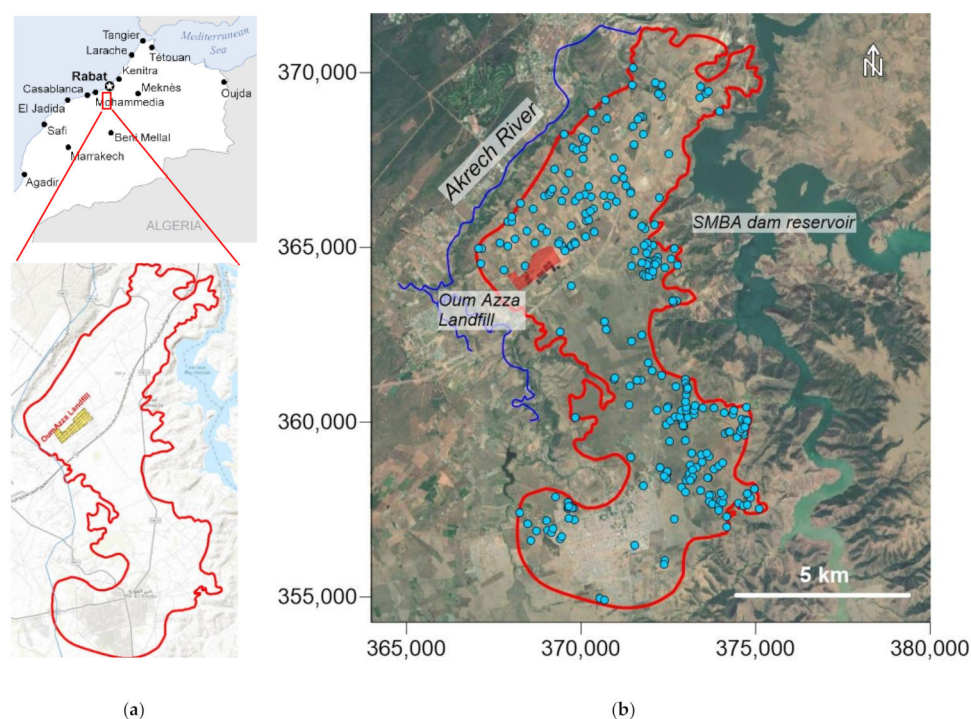 Tangier
Larache
Tétouan
Mediterranean
Sea
Kenitra
Rabat
Casablanca
Meknès
Oujda
El Jadida
Mohammedia
Safi
Beni Mellal
Marrakech
Agadir
ALGERIA
OumAzza Landfill
(a)
370,000
365,000
360,000
355,000
N
Akrech River
SMBA dam reservoir
Oum Azza
Landfill
5 km
365,000
370,000
375,000
380,000
(b)